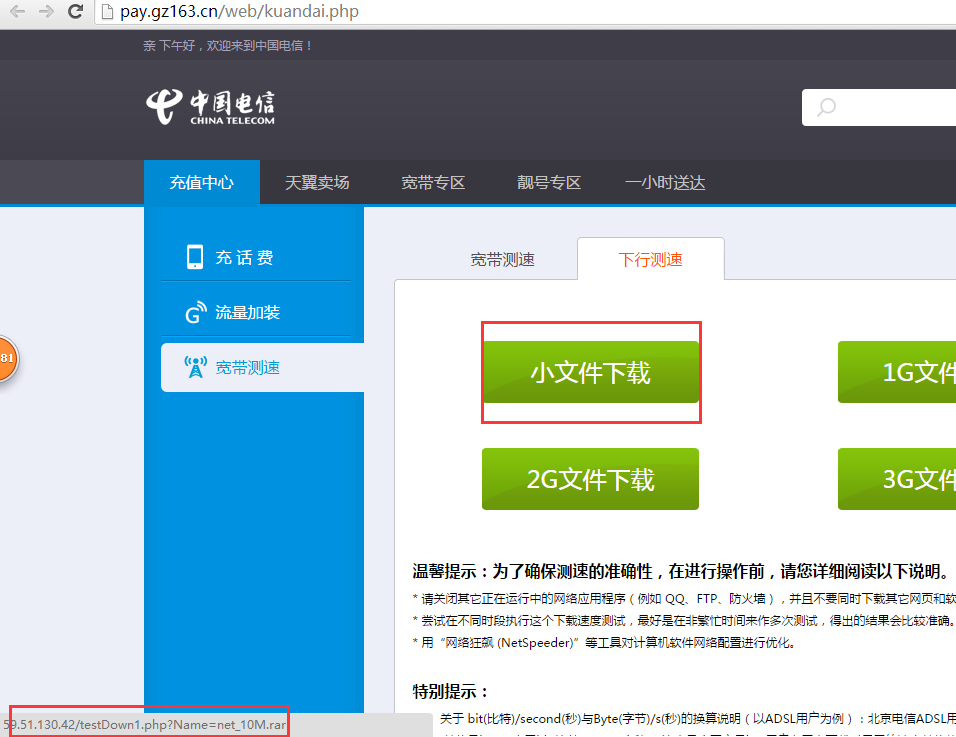 pay.gz163.cn/web/kuandai.php
亲 下午好，欢迎来到中国电信！
中国电信
CHINA TELECOM
充值中心 天翼卖场 宽带专区 靓号专区 一小时送达
充 话 费
流量加装
宽带测速
81
宽带测速 下行测速
小文件下载 1G文件
2G文件下载 3G文件
温馨提示：为了确保测速的准确性，在进行操作前，请您详细阅读以下说明。
* 请关闭其它正在运行中的网络应用程序（例如 QQ、FTP、防火墙），并且不要同时下载其它网页和软
* 尝试在不同时段执行这个下载速度测试，最好是在非繁忙时间来作多次测试，得出的结果会比较准确。
* 用“网络狂飙 (NetSpeeder)”等工具对计算机软件网络配置进行优化。
特别提示：
关于 bit(比特)/second(秒)与Byte(字节)/s(秒)的换算说明（以ADSL用户为例）：北京电信ADSL用
59.51.130.42/testDown1.php?Name=net_10M.rar